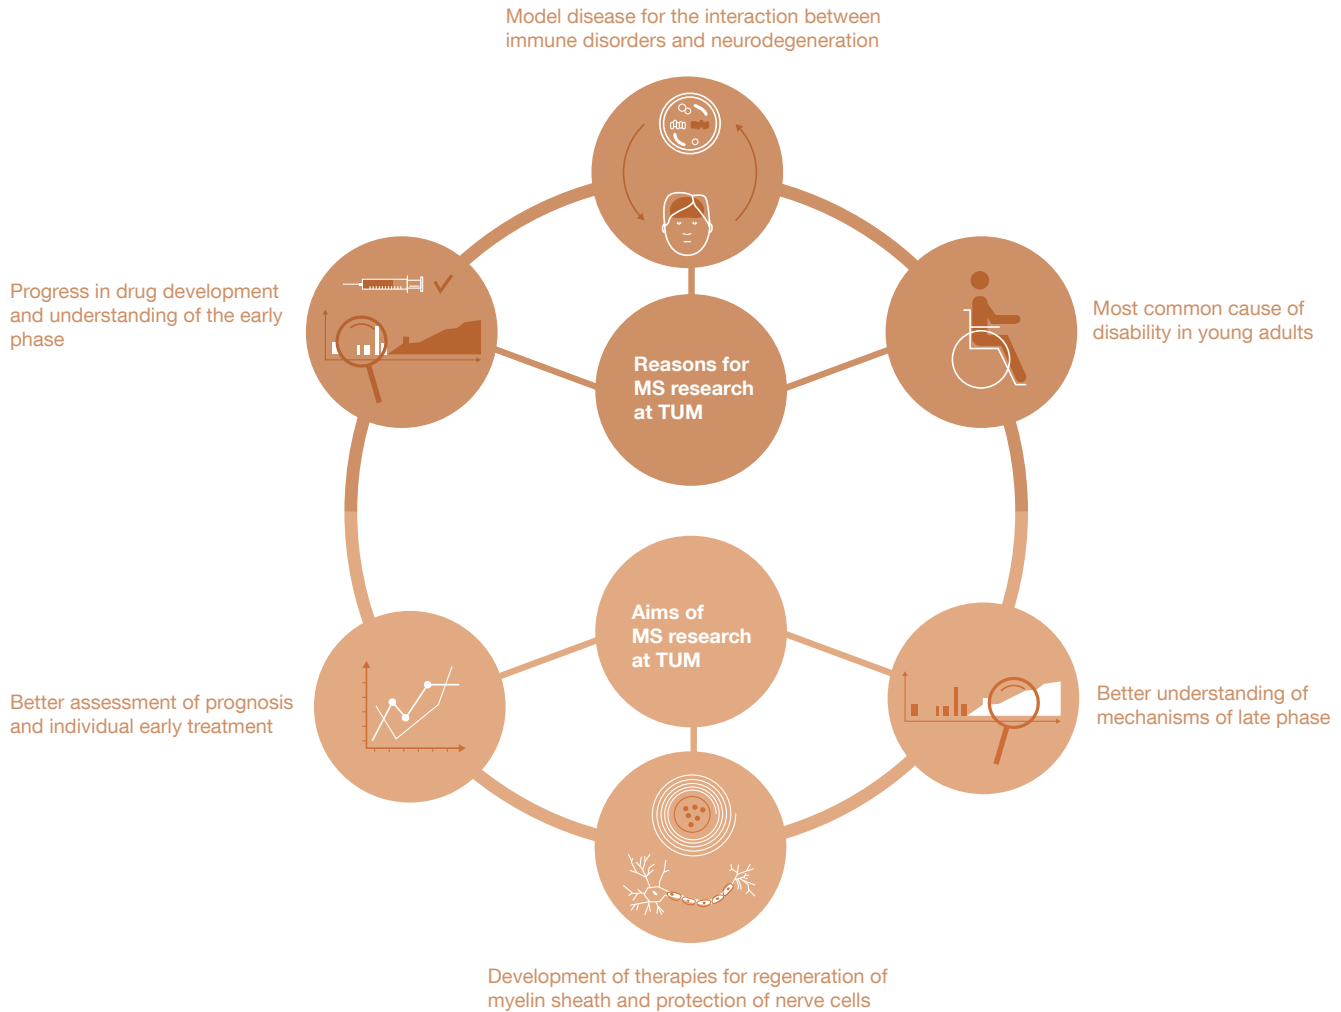 Model disease for the interaction between
immune disorders and neurodegeneration
Progress in drug development
and understanding of the early
phase
Most common cause of
disability in young adults
Reasons for
MS research
at TUM
Aims of
MS research
at TUM
Better assessment of prognosis
and individual early treatment
Better understanding of
mechanisms of late phase
Development of therapies for regeneration of
myelin sheath and protection of nerve cells